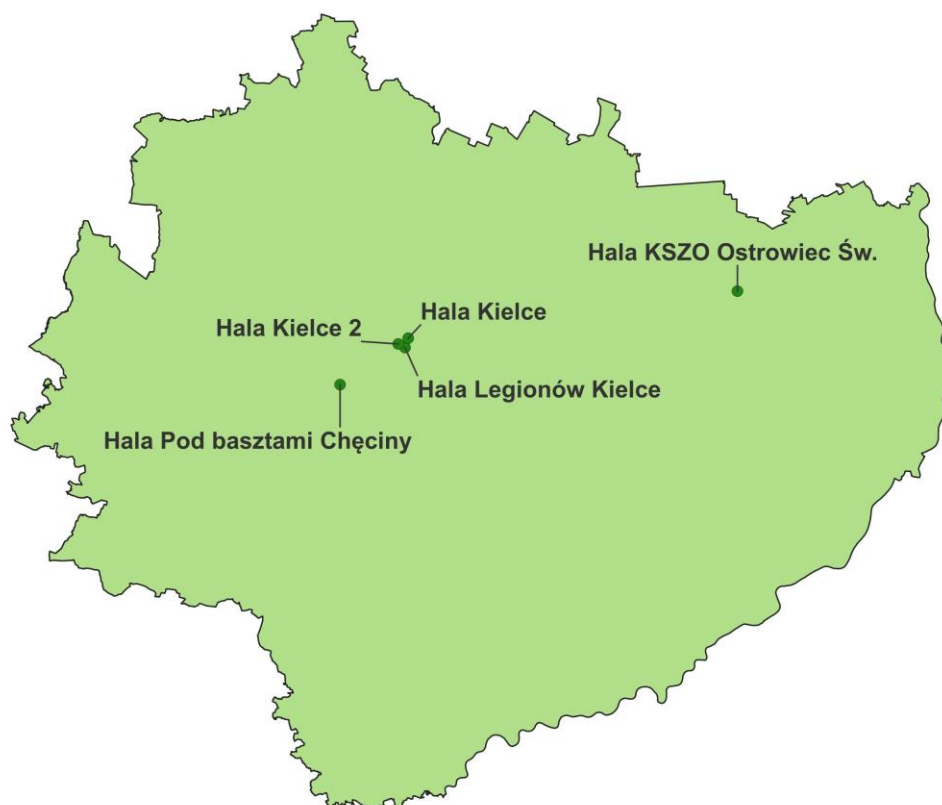 Hala KSZO Ostrowiec Św.
Hala Kielce
Hala Kielce 2
Hala Legionów Kielce
Hala Pod basztami Chęciny